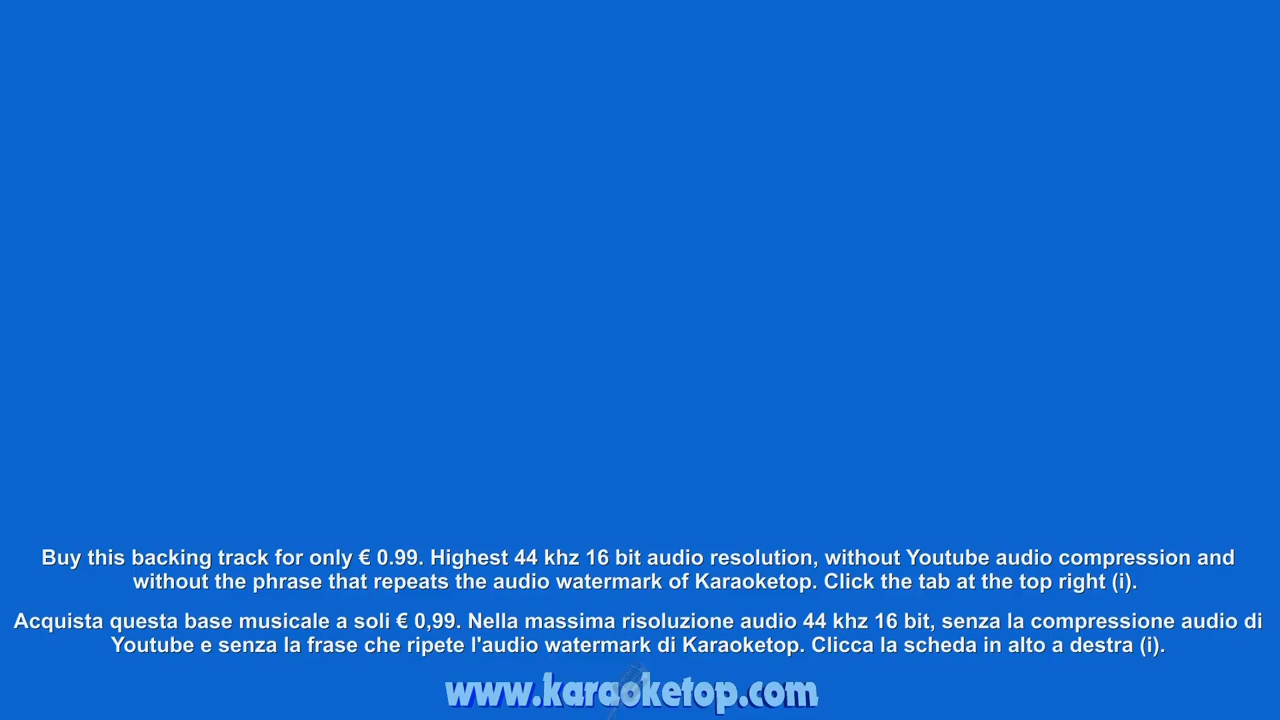 Buy this backing track for only € 0.99. Highest 44 khz 16 bit audio resolution, without Youtube audio compression and
without the phrase that repeats the audio watermark of Karaoketop. Click the tab at the top right (i).
Acquista questa base musicale a soli € 0,99. Nella massima risoluzione audio 44 khz 16 bit, senza la compressione audio di
Youtube e senza la frase che ripete l'audio watermark di Karaoketop. Clicca la scheda in alto a destra (i).
www.karaoketop.com